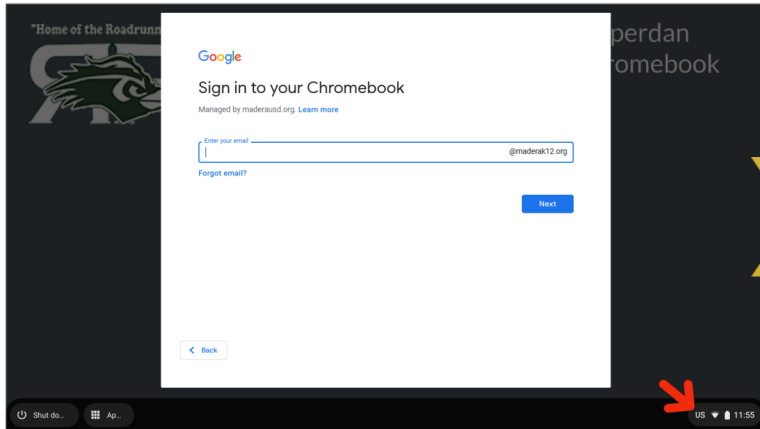 "Home of the Roadrunn
perdan
romebook
Google
Sign in to your Chromebook
Managed by maderausd.org. Learn more
Enter your email
@maderak12.org
Forgot email?
Next
Back
Shut do...
Ap...
US
11:55